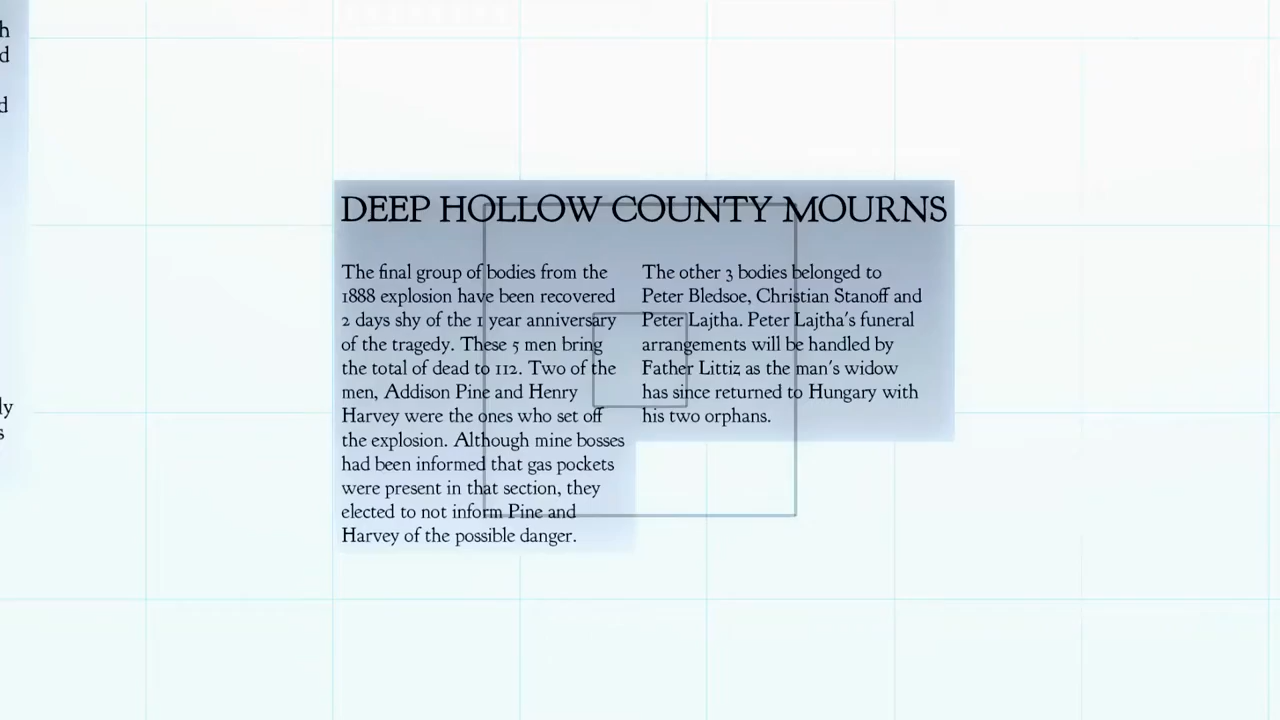 h
d
d
ly
s
DEEP HOLLOW COUNTY MOURNS
The final group of bodies from the
1888 explosion have been recovered
2 days shy of the 1 year anniversary
of the tragedy. These 5 men bring
the total of dead to 112. Two of the
men, Addison Pine and Henry
Harvey were the ones who set off
the explosion. Although mine bosses
had been informed that gas pockets
were present in that section, they
elected to not inform Pine and
Harvey of the possible danger.
The other 3 bodies belonged to
Peter Bledsoe, Christian Stanoff and
Peter Lajtha. Peter Lajtha's funeral
arrangements will be handled by
Father Littiz as the man's widow
has since returned to Hungary with
his two orphans.